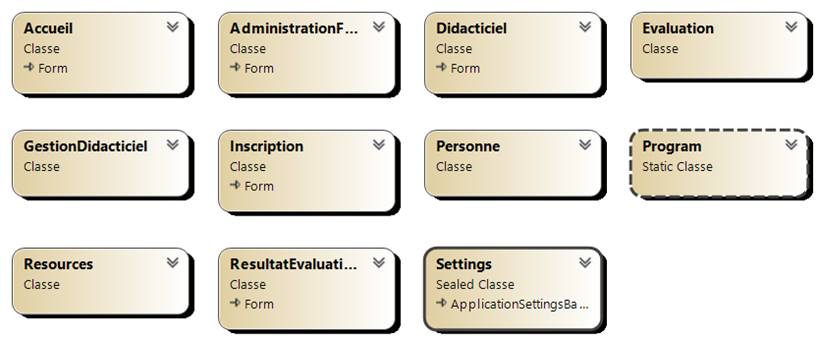 Accueil
Classe
Form
AdministrationF...
Classe
Form
Didacticiel
Classe
Form
Evaluation
Classe
GestionDidacticiel
Classe
Inscription
Classe
Form
Personne
Classe
Program
Static Classe
Resources
Classe
ResultatEvaluati...
Classe
Form
Settings
Sealed Classe
ApplicationSettingsBa...